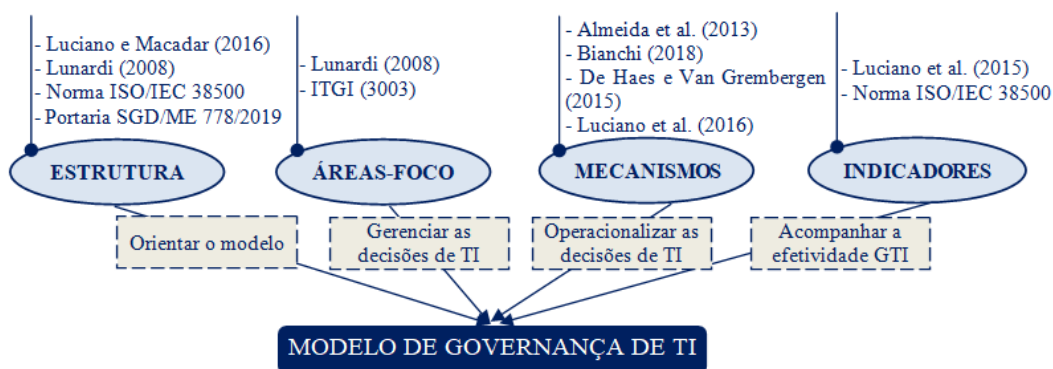 - Luciano e Macadar (2016)
- Lunardi (2008)
- Norma ISO/IEC 38500
- Portaria SGD/ME 778/2019
- Lunardi (2008)
- ITGI (3003)
- Almeida et al. (2013)
- Bianchi (2018)
- De Haes e Van Grembergen
(2015)
- Luciano et al. (2016)
- Luciano et al. (2015)
- Norma ISO/IEC 38500
ESTRUTURA
ÁREAS-FOCO
MECANISMOS
INDICADORES
Orientar o modelo
Gerenciar as
decisões de TI
Operacionalizar as
decisões de TI
Acompanhar a
efetividade GTI
MODELO DE GOVERNANÇA DE TI